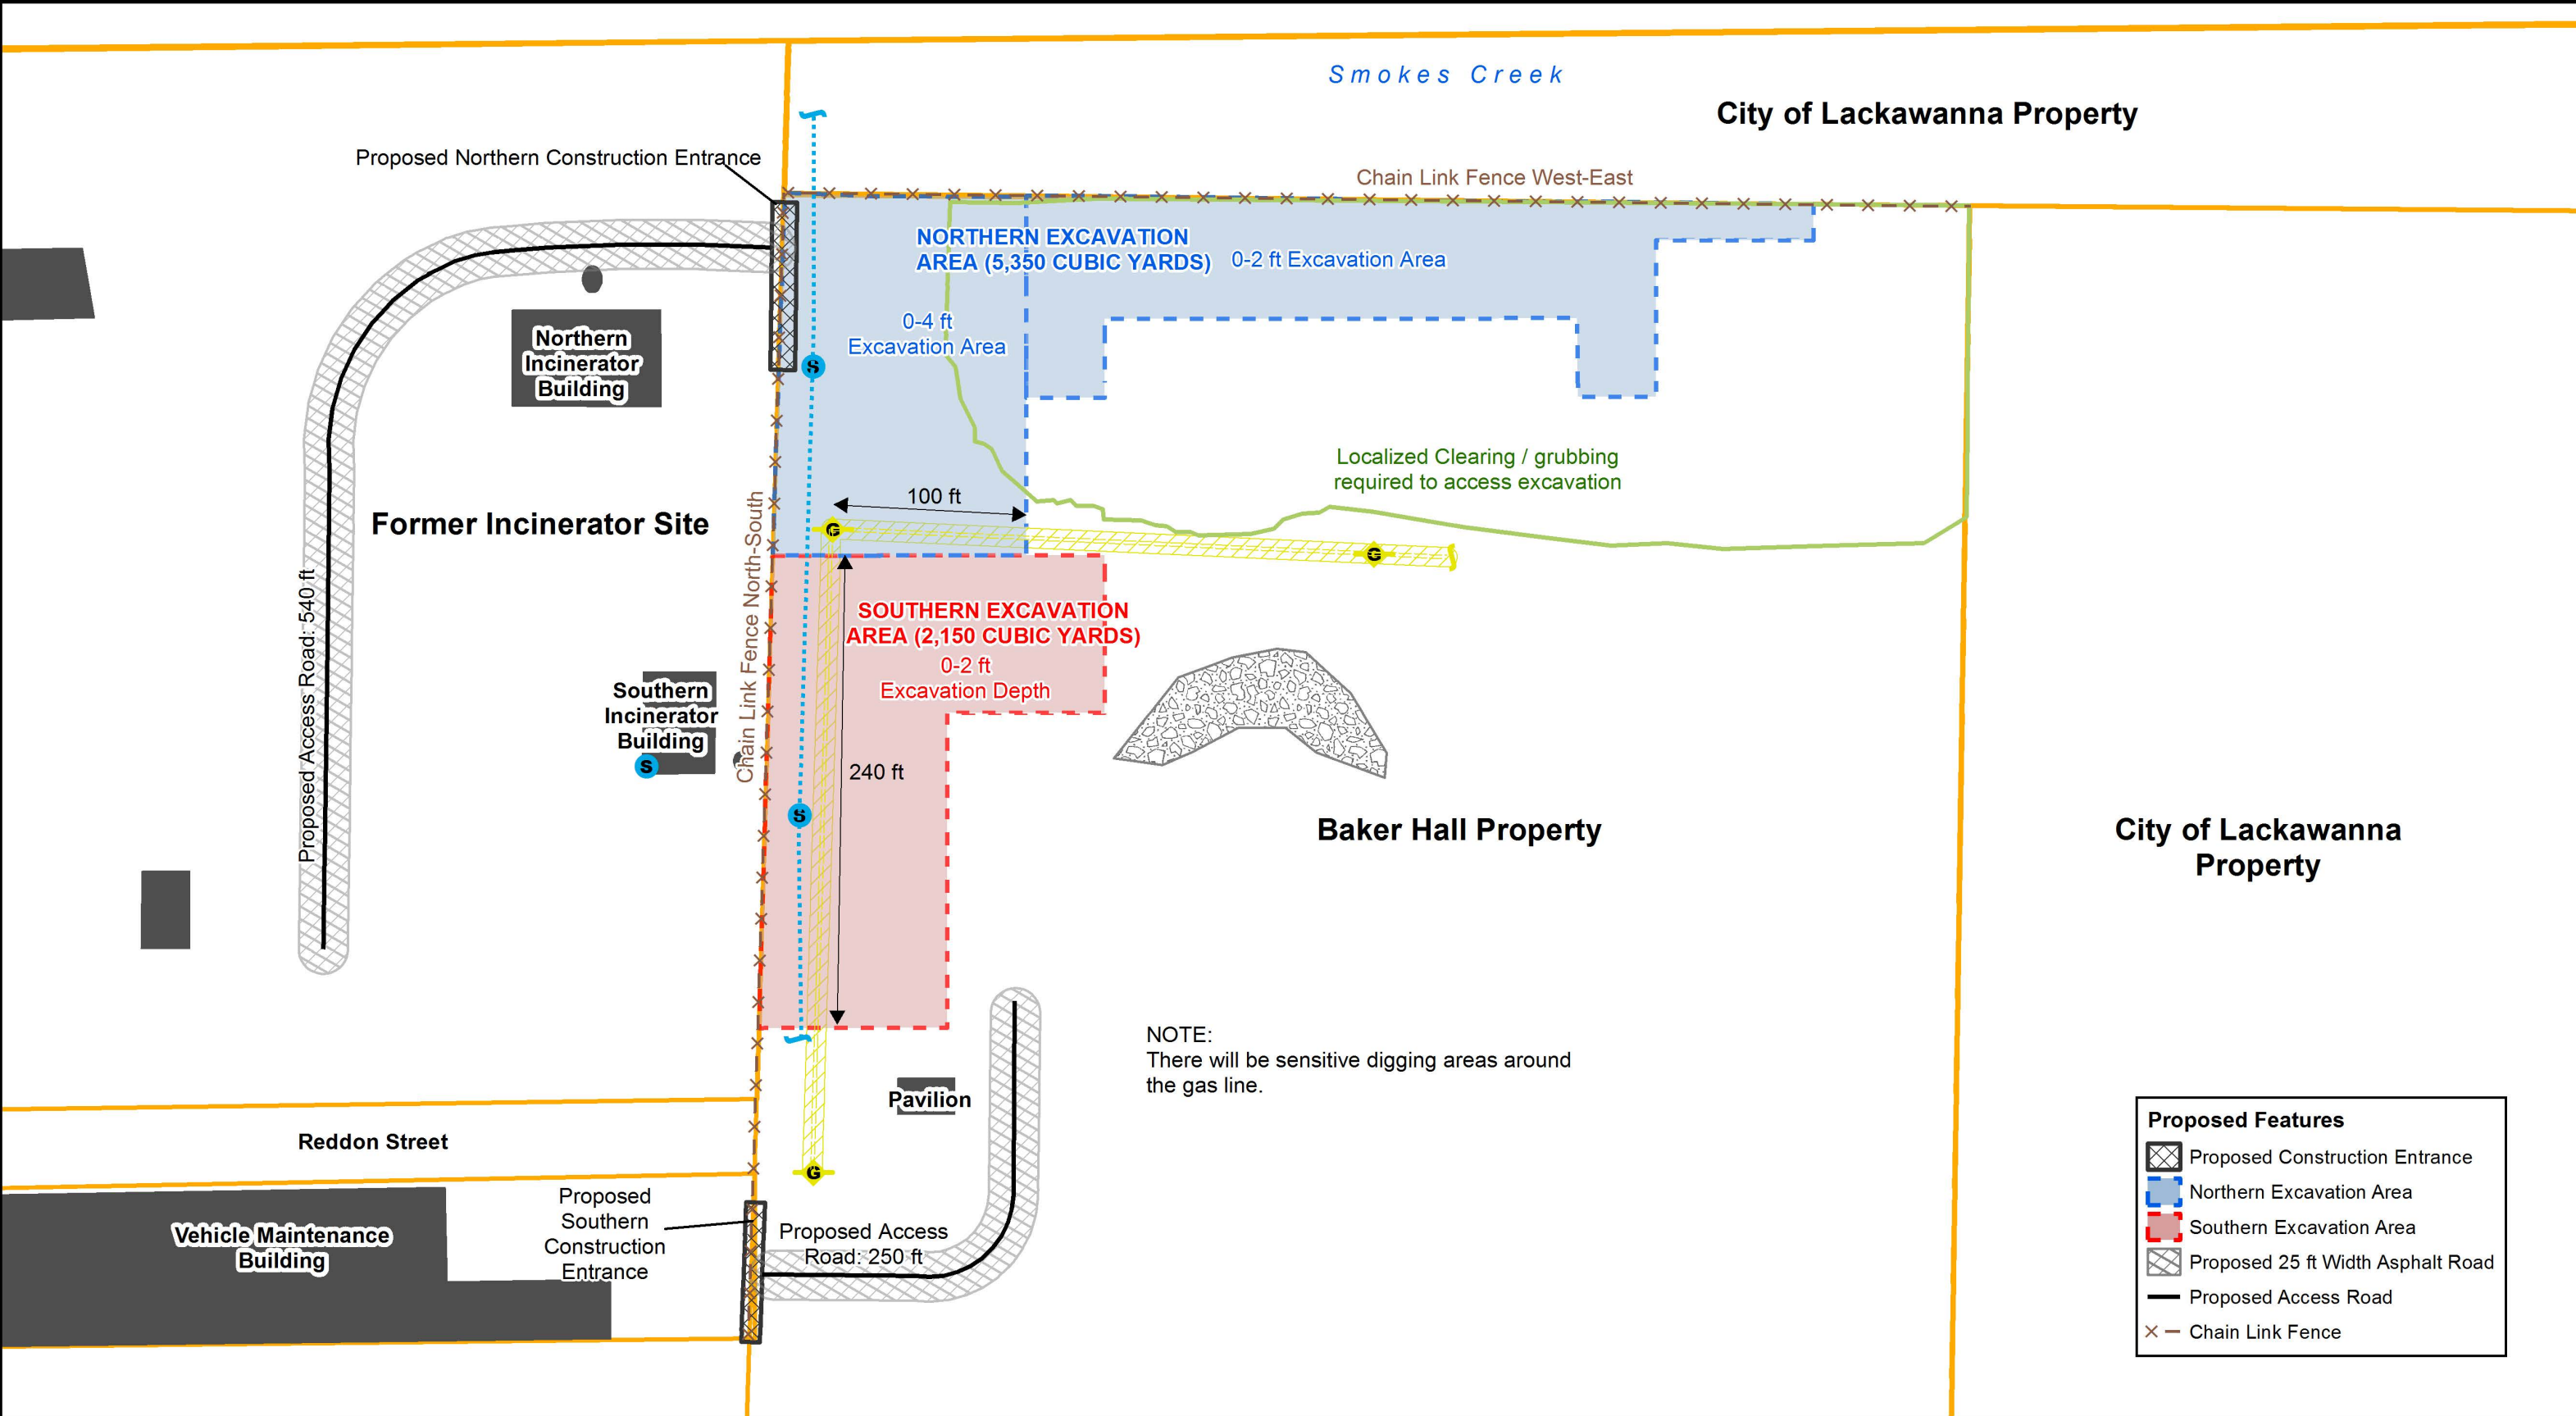 Smokes Creek
City of Lackawanna Property
Proposed Northern Construction Entrance
Chain Link Fence West-East
NORTHERN EXCAVATION
AREA (5,350 CUBIC YARDS)
0-2 ft Excavation Area
0-4 ft
Excavation Area
S
Northern
Incinerator
Building
Localized Clearing / grubbing
required to access excavation
100 ft
Former Incinerator Site
G
G
Chain Link Fence North-South
Proposed Access Road: 540 ft
SOUTHERN EXCAVATION
AREA (2,150 CUBIC YARDS)
0-2 ft
Excavation Depth
Southern
Incinerator
Building
S
240 ft
S
Baker Hall Property
City of Lackawanna
Property
NOTE:
There will be sensitive digging areas around
the gas line.
Pavilion
Reddon Street
G
Proposed
Southern
Construction
Entrance
Proposed Access
Road: 250 ft
Vehicle Maintenance
Building
Proposed Features
Proposed Construction Entrance
Northern Excavation Area
Southern Excavation Area
Proposed 25 ft Width Asphalt Road
Proposed Access Road
Chain Link Fence